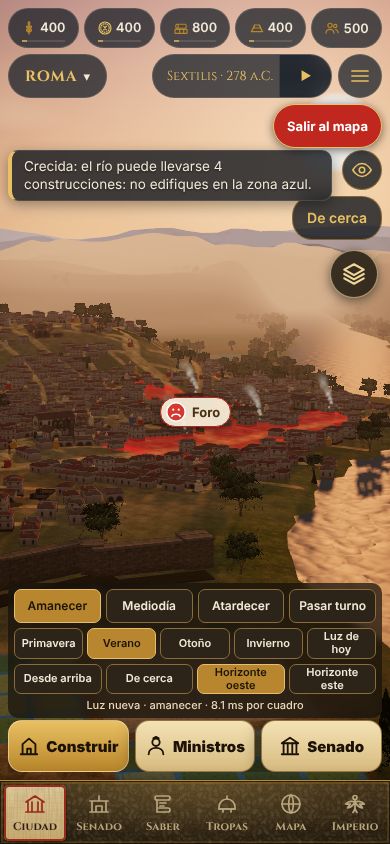 400 400 800 400 500
ROMA ▾ SEXTILIS · 278 A.C.
Salir al mapa
Crecida: el río puede llevarse 4
construcciones: no edifiques en la zona azul.
De cerca
Foro
Amanecer Mediodía Atardecer Pasar turno
Primavera Verano Otoño Invierno Luz de
hoy
Desde arriba De cerca Horizonte
oeste Horizonte
este
Luz nueva · amanecer · 8.1 ms por cuadro
Construir Ministros Senado
CIUDAD SENADO SABER TROPAS MAPA IMPERIO